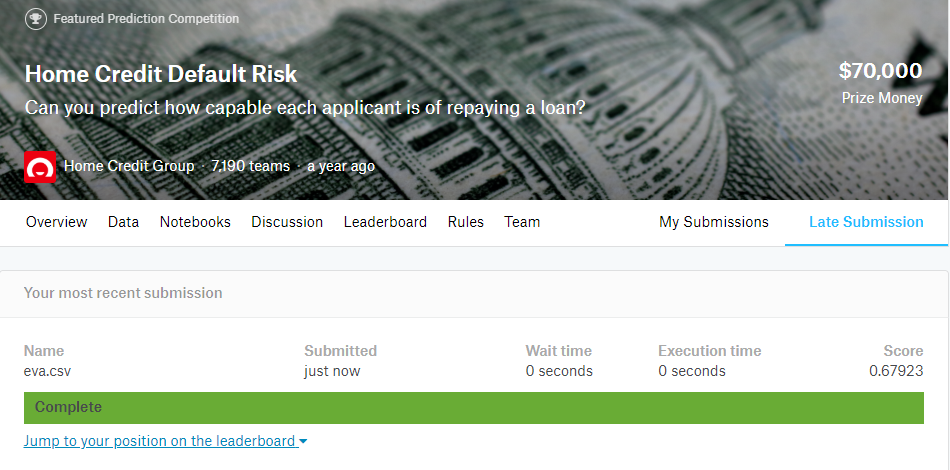 Featured Prediction Competition
Home Credit Default Risk
$70,000
Can you predict how capable each applicant is of repaying a loan?
Prize Money
Home Credit Group · 7,190 teams · a year ago
Overview Data Notebooks Discussion Leaderboard Rules Team My Submissions Late Submission
Your most recent submission
Name Submitted Wait time Execution time Score
eva.csv just now 0 seconds 0 seconds 0.67923
Complete
Jump to your position on the leaderboard